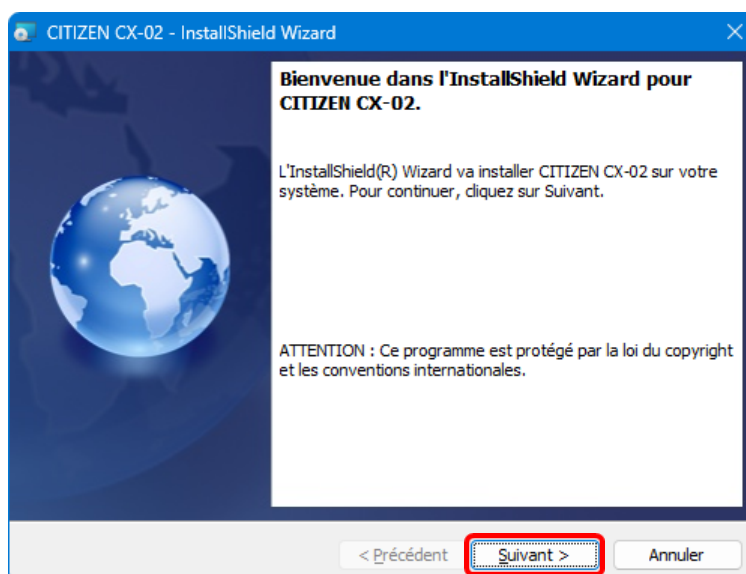 CITIZEN CX-02 - InstallShield Wizard
Bienvenue dans l'InstallShield Wizard pour
CITIZEN CX-02.
L'InstallShield(R) Wizard va installer CITIZEN CX-02 sur votre
système. Pour continuer, cliquez sur Suivant.
ATTENTION : Ce programme est protégé par la loi du copyright
et les conventions internationales.
< Précédent Suivant > Annuler